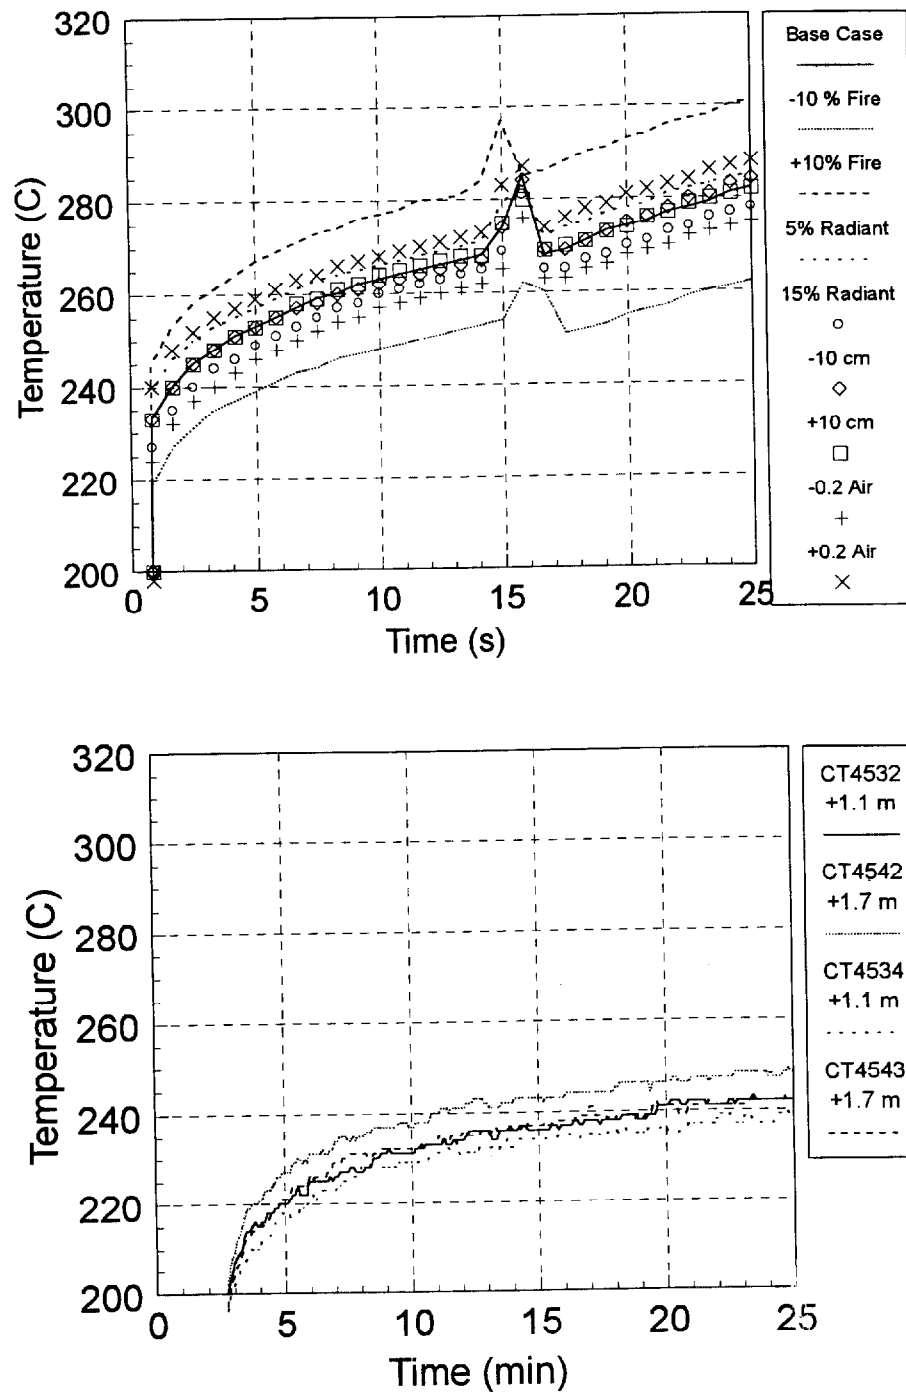 320
300
280
260
240
220
200
Temperature (C)
0
5
10
15
20
25
Time (s)
Base Case
-10 % Fire
+10% Fire
5% Radiant
15% Radiant
-10 cm
+10 cm
-0.2 Air
+0.2 Air
320
300
280
260
240
220
200
Temperature (C)
0
5
10
15
20
25
Time (min)
CT4532
+1.1 m
CT4542
+1.7 m
CT4534
+1.1 m
CT4543
+1.7 m